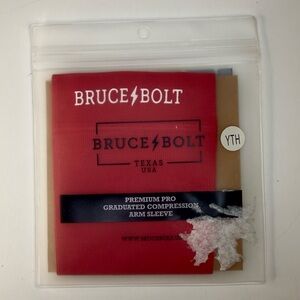 BRUCE⚡BOLT
BRUCE⚡BOLT
TEXAS
USA
YTH
PREMIUM PRO
GRADUATED COMPRESSION
ARM SLEEVE